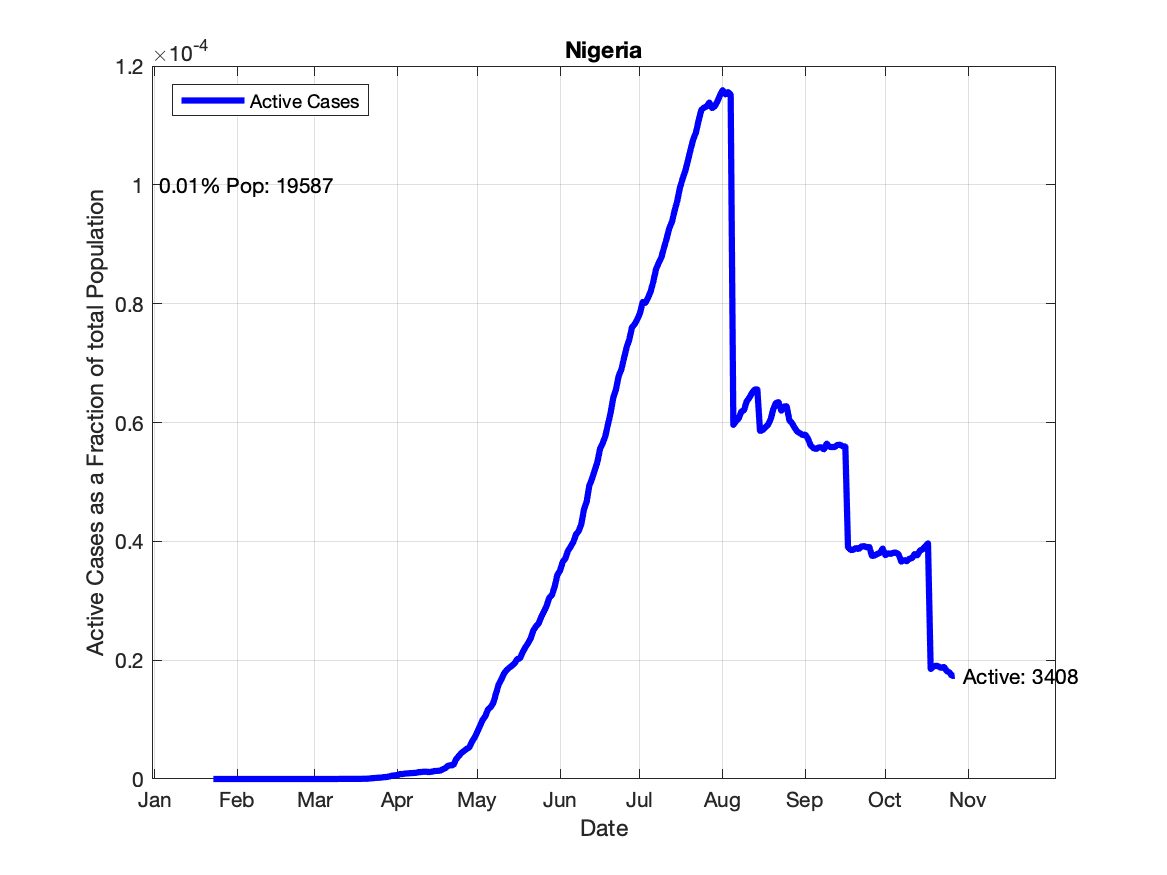 Nigeria
×10-4
1.2
Active Cases
1
0.01% Pop: 19587
0.8
0.6
0.4
0.2
0
Active: 3408
Active Cases as a Fraction of total Population
Jan Feb Mar Apr May Jun Jul Aug Sep Oct Nov
Date